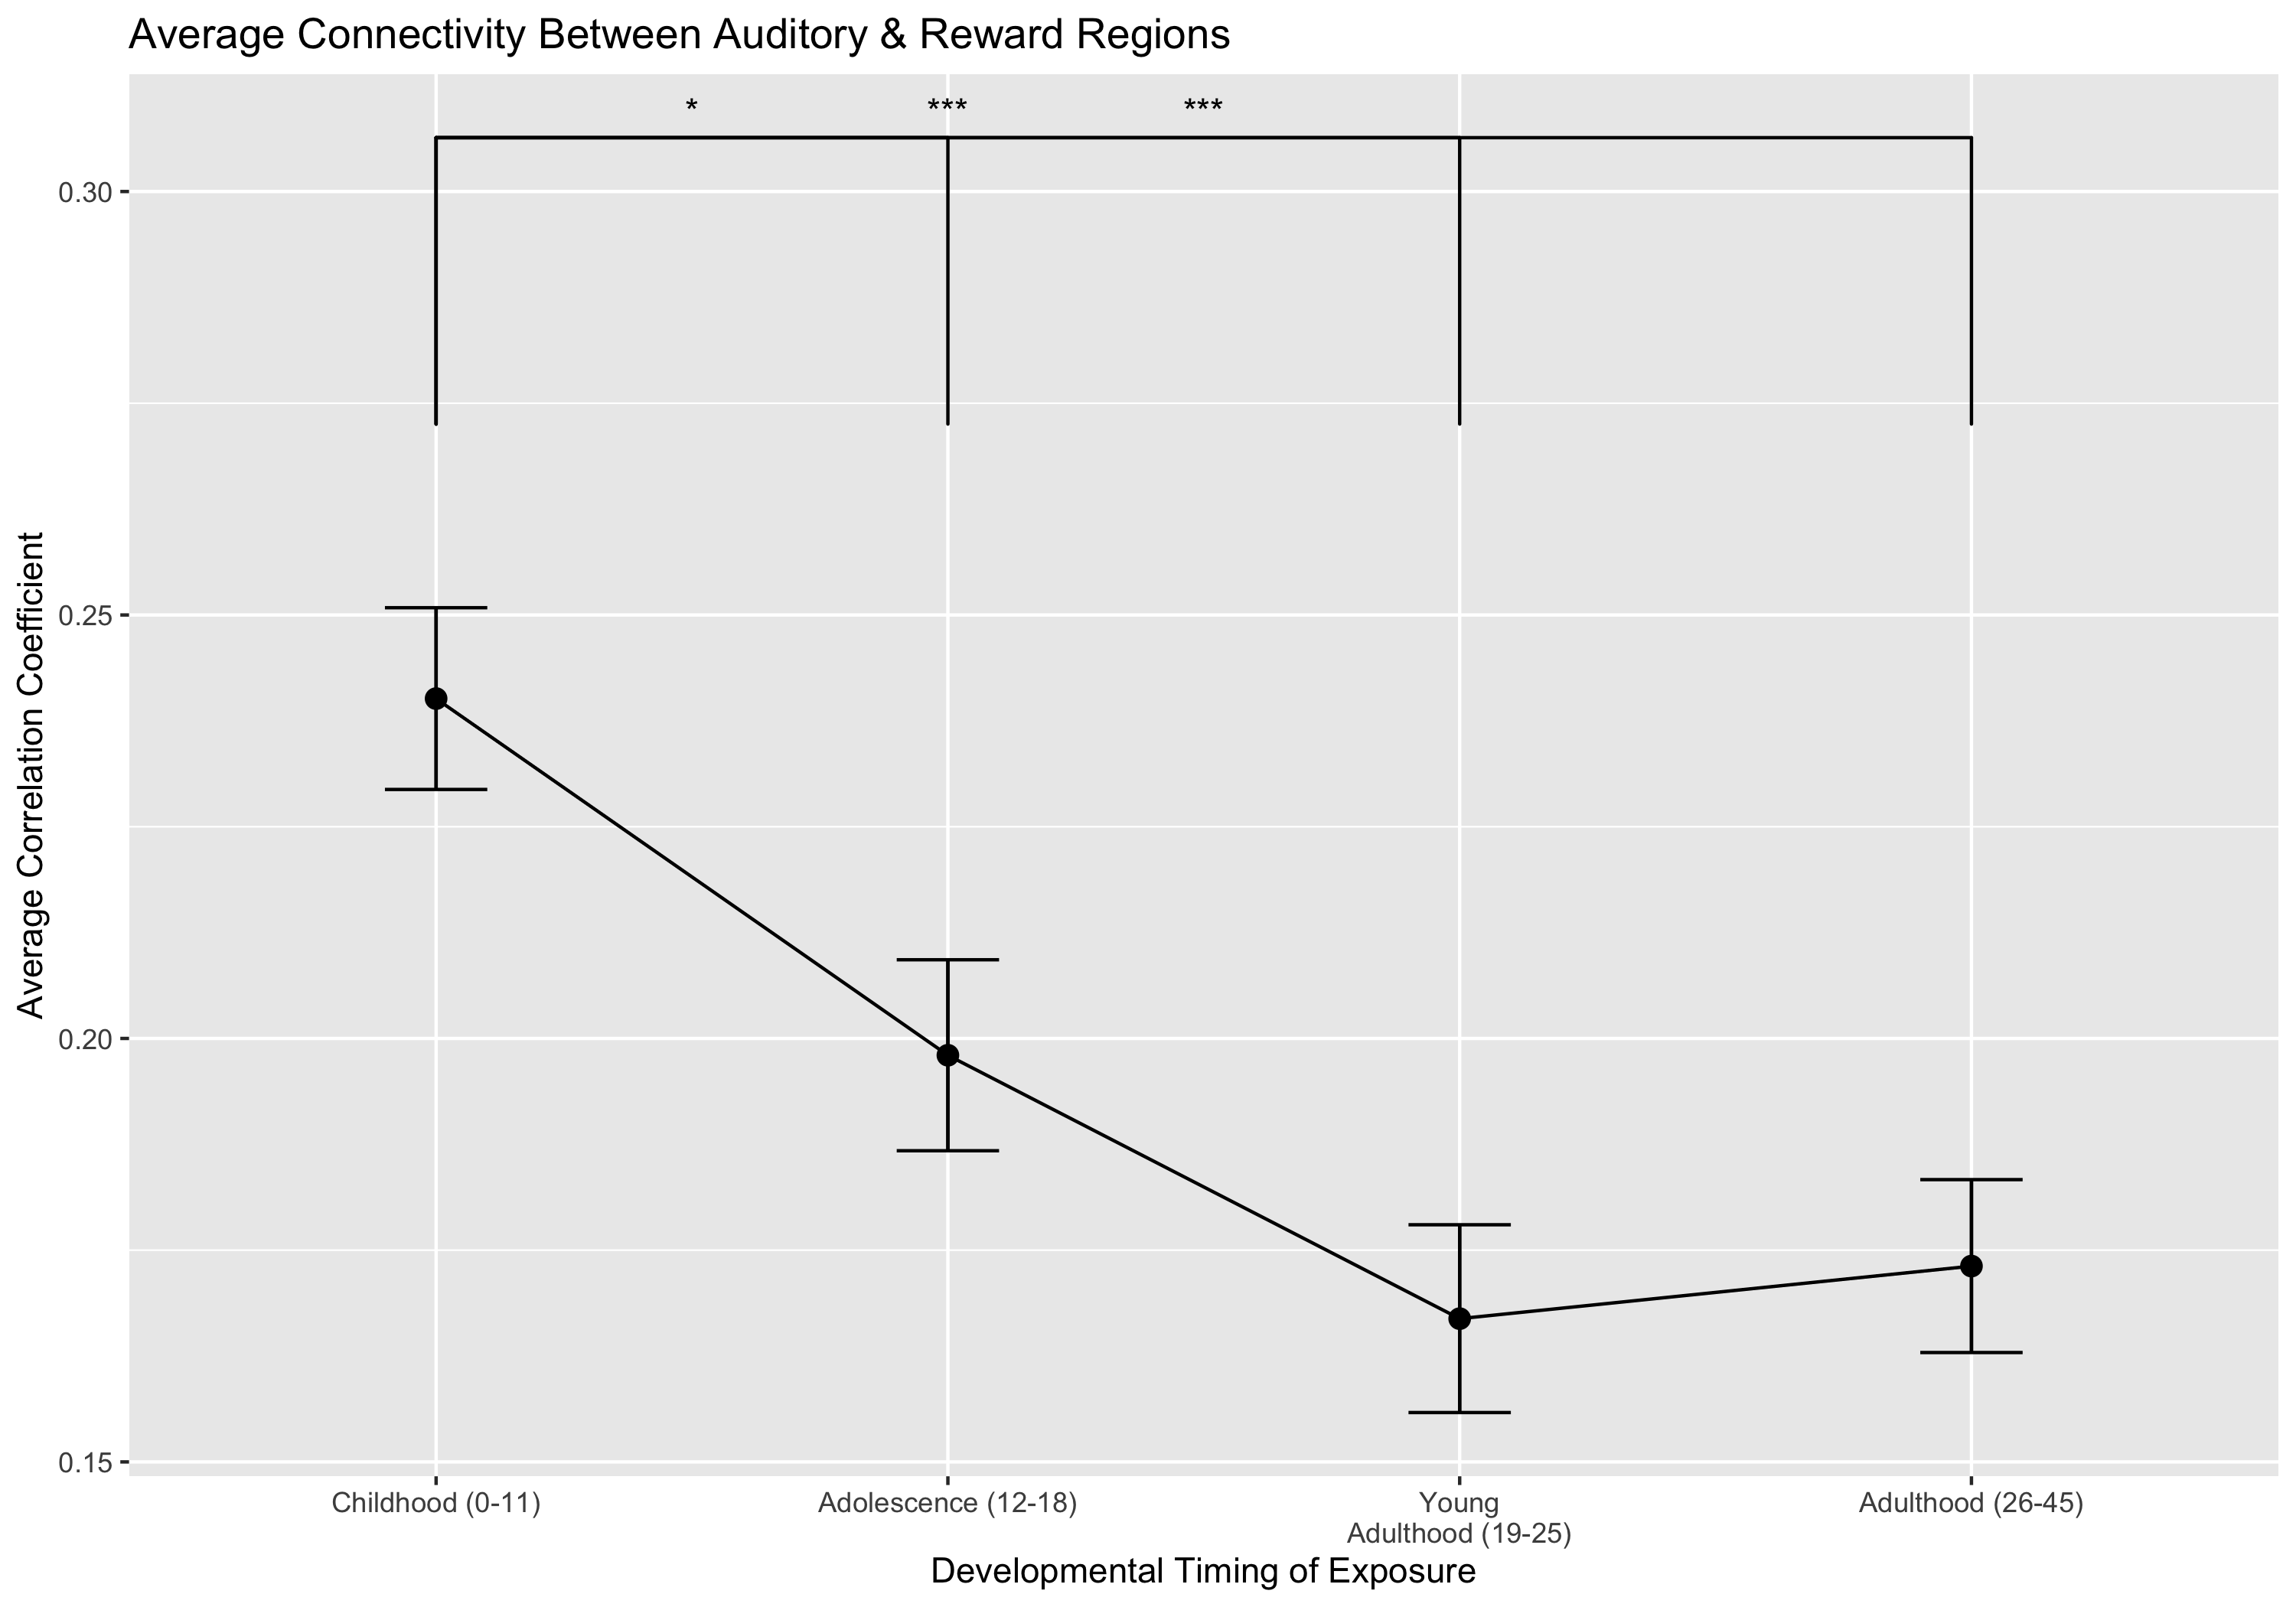 Average Connectivity Between Auditory & Reward Regions
* *** ***
0.30
0.25
0.20
0.15
Average Correlation Coefficient
Childhood (0-11) Adolescence (12-18) Young Adulthood (26-45)
Adulthood (19-25)
Developmental Timing of Exposure